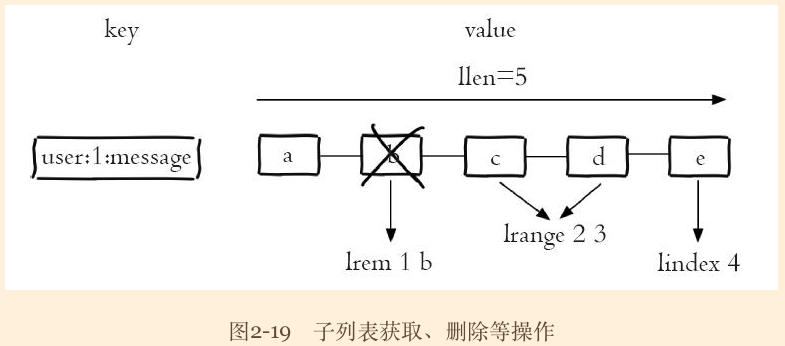 key value
llen=5
user:1:message a b c d e
lrem 1 b lrange 2 3 lindex 4
图2-19 子列表获取、删除等操作